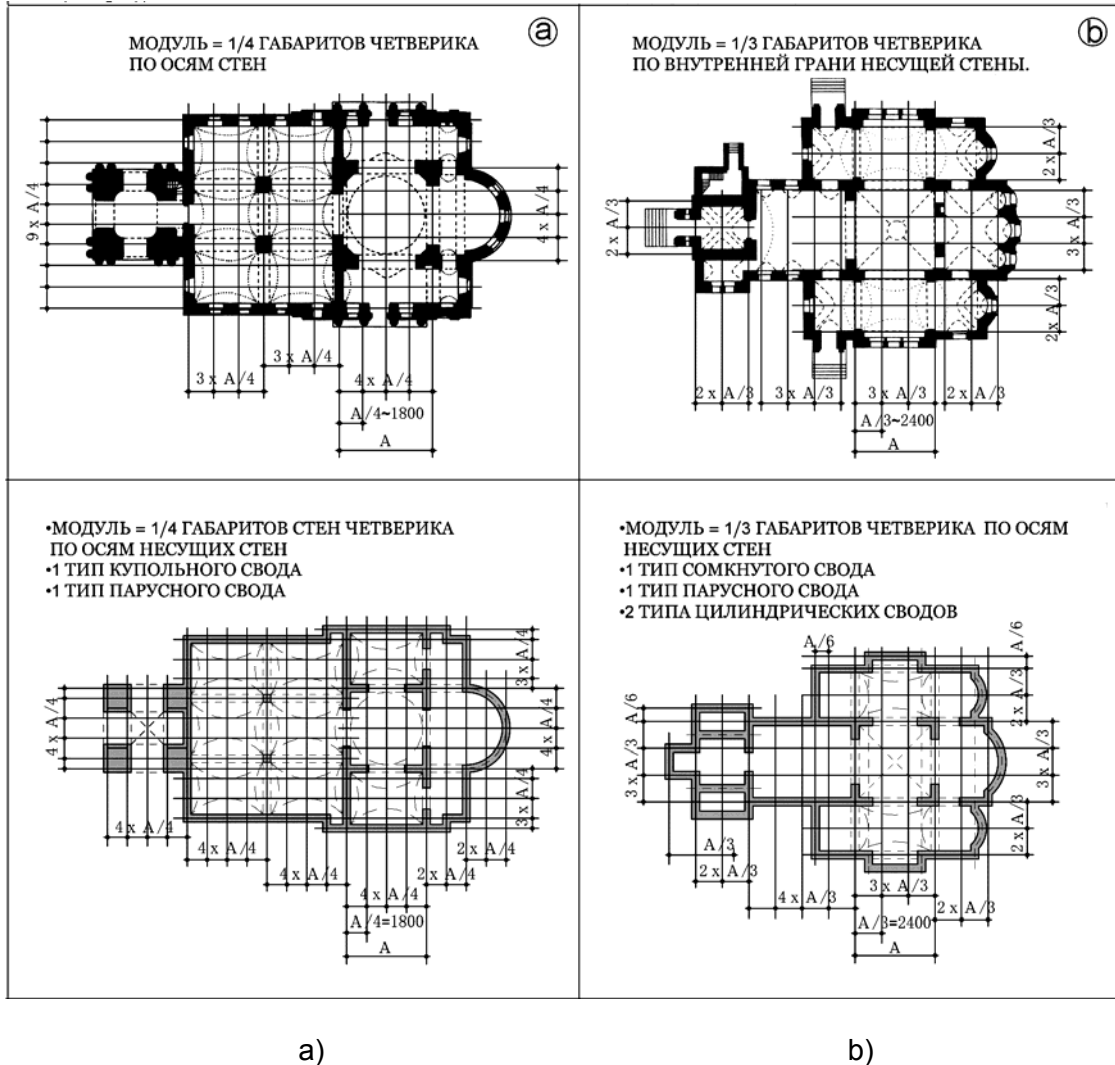 МОДУЛЬ = 1/4 ГАБАРИТОВ ЧЕТВЕРИКА
ПО ОСЯМ СТЕН
a
9 x A/4
4 x A/4
3 x A/4
3 x A/4
4 x A/4
A/4~1800
A
МОДУЛЬ = 1/3 ГАБАРИТОВ ЧЕТВЕРИКА
ПО ВНУТРЕННЕЙ ГРАНИ НЕСУЩЕЙ СТЕНЫ.
b
2 x A/3
2 x A/3
3 x A/3
2 x A/3
2 x A/3
3 x A/3
3 x A/3
2 x A/3
A/3~2400
A
•МОДУЛЬ = 1/4 ГАБАРИТОВ СТЕН ЧЕТВЕРИКА
ПО ОСЯМ НЕСУЩИХ СТЕН
•1 ТИП КУПОЛЬНОГО СВОДА
•1 ТИП ПАРУСНОГО СВОДА
3 x A/4
4 x A/4
4 x A/4
3 x A/4
4 x A/4
4 x A/4
4 x A/4
4 x A/4
2 x A/4
2 x A/4
A/4=1800
A
•МОДУЛЬ = 1/3 ГАБАРИТОВ ЧЕТВЕРИКА ПО ОСЯМ
НЕСУЩИХ СТЕН
•1 ТИП СОМКНУТОГО СВОДА
•1 ТИП ПАРУСНОГО СВОДА
•2 ТИПА ЦИЛИНДРИЧЕСКИХ СВОДОВ
A/6
A/6
A/6
2 x A/3
3 x A/3
3 x A/3
2 x A/3
A/3
2 x A/3
4 x A/3
3 x A/3
2 x A/3
A/3=2400
A
a)
b)